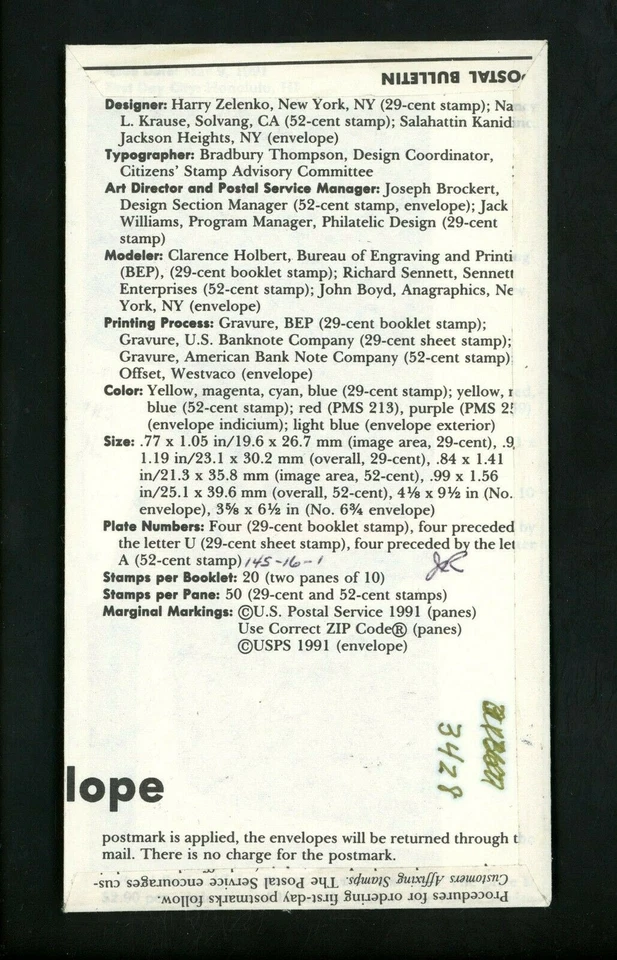 POSTAL BULLETIN
Designer: Harry Zelenko, New York, NY (29-cent stamp); Na
L. Krause, Solvang, CA (52-cent stamp); Salahattin Kanid
Jackson Heights, NY (envelope)
Typographer: Bradbury Thompson, Design Coordinator,
Citizens' Stamp Advisory Committee
Art Director and Postal Service Manager: Joseph Brockert,
Design Section Manager (52-cent stamp, envelope); Jack
Williams, Program Manager, Philatelic Design (29-cent
stamp)
Modeler: Clarence Holbert, Bureau of Engraving and Printi
(BEP), (29-cent booklet stamp); Richard Sennett, Sennett
Enterprises (52-cent stamp); John Boyd, Anagraphics, Ne
York, NY (envelope)
Printing Process: Gravure, BEP (29-cent booklet stamp);
Gravure, U.S. Banknote Company (29-cent sheet stamp);
Gravure, American Bank Note Company (52-cent stamp)
Offset, Westvaco (envelope)
Color: Yellow, magenta, cyan, blue (29-cent stamp); yellow, r
blue (52-cent stamp); red (PMS 213), purple (PMS 25
(envelope indicium); light blue (envelope exterior)
Size: .77 x 1.05 in/19.6 x 26.7 mm (image area, 29-cent), .9
1.19 in/23.1 x 30.2 mm (overall, 29-cent), .84 x 1.41
in/21.3 x 35.8 mm (image area, 52-cent), .99 x 1.56
in/25.1 x 39.6 mm (overall, 52-cent), 4⅛ x 9½ in (No.
envelope), 3⅝ x 6½ in (No. 6¾ envelope)
Plate Numbers: Four (29-cent booklet stamp), four preceded
the letter U (29-cent sheet stamp), four preceded by the let
A (52-cent stamp) 145-16-1
Stamps per Booklet: 20 (two panes of 10)
Stamps per Pane: 50 (29-cent and 52-cent stamps)
Marginal Markings: ©U.S. Postal Service 1991 (panes)
Use Correct ZIP Code® (panes)
©USPS 1991 (envelope)
3428
lope
postmark is applied, the envelopes will be returned through t
mail. There is no charge for the postmark.
Procedures for ordering first-day postmarks follow.
Customers Affixing Stamps. The Postal Service encourages cus-